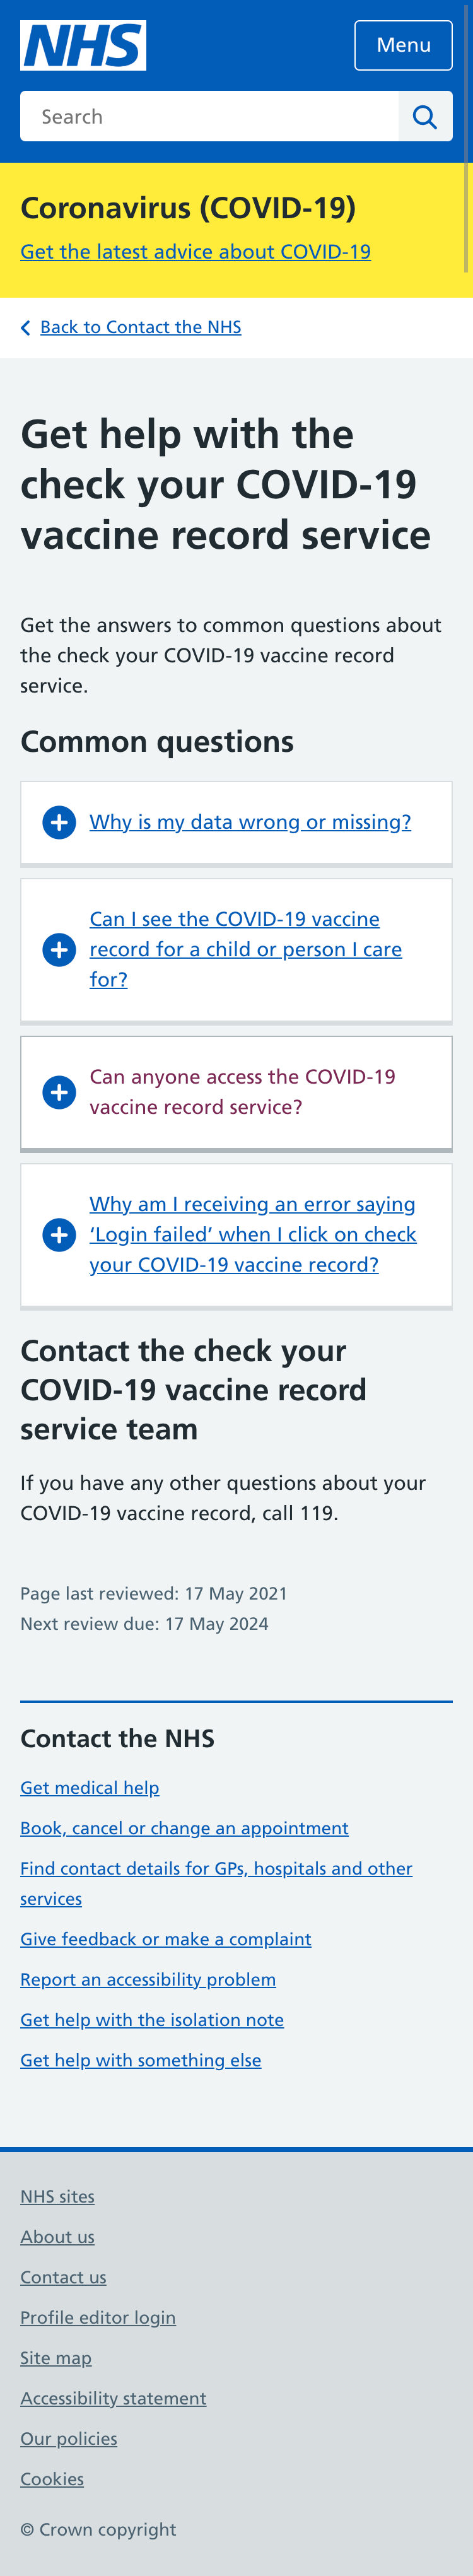 NHS
Menu
Search
Coronavirus (COVID-19)
Get the latest advice about COVID-19
Back to Contact the NHS
Get help with the
check your COVID-19
vaccine record service
Get the answers to common questions about
the check your COVID-19 vaccine record
service.
Common questions
Why is my data wrong or missing?
Can I see the COVID-19 vaccine
record for a child or person I care
for?
Can anyone access the COVID-19
vaccine record service?
Why am I receiving an error saying
‘Login failed’ when I click on check
your COVID-19 vaccine record?
Contact the check your
COVID-19 vaccine record
service team
If you have any other questions about your
COVID-19 vaccine record, call 119.
Page last reviewed: 17 May 2021
Next review due: 17 May 2024
Contact the NHS
Get medical help
Book, cancel or change an appointment
Find contact details for GPs, hospitals and other
services
Give feedback or make a complaint
Report an accessibility problem
Get help with the isolation note
Get help with something else
NHS sites
About us
Contact us
Profile editor login
Site map
Accessibility statement
Our policies
Cookies
© Crown copyright